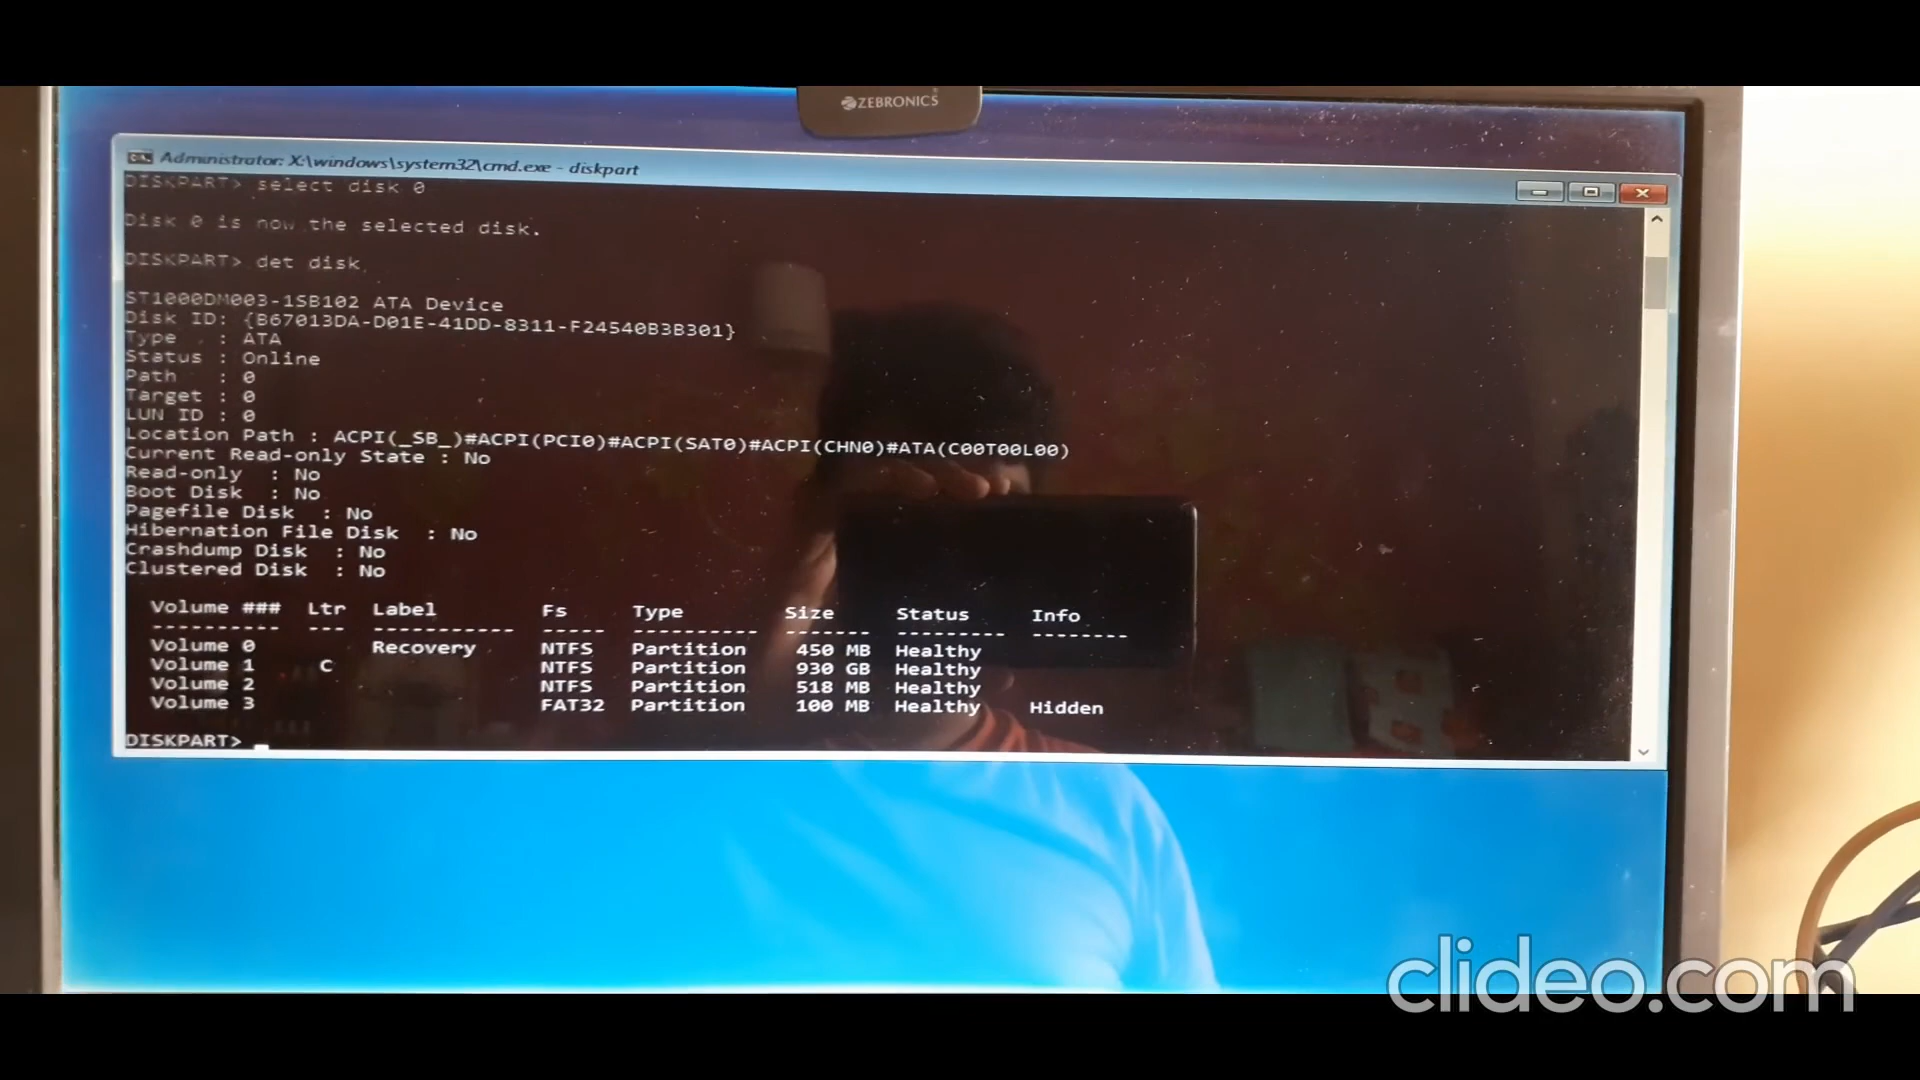 ZEBRONICS
Administrator: X:\windows\system32\cmd.exe - diskpart
DISKPART> select disk 0
Disk 0 is now the selected disk.
DISKPART> det disk
ST1000DM003-1SB102 ATA Device
Disk ID: {B67013DA-D01E-41DD-8311-F24540B3B301}
Type : ATA
Status : Online
Path : 0
Target : 0
LUN ID : 0
Location Path : ACPI(_SB_)#ACPI(PCI0)#ACPI(SAT0)#ACPI(CHN0)#ATA(C00T00L00)
Current Read-only State : No
Read-only : No
Boot Disk : No
Pagefile Disk : No
Hibernation File Disk : No
Crashdump Disk : No
Clustered Disk : No
Volume ### Ltr Label Fs Type Size Status Info
---------- --- ----------- ----- ---------- ------- --------- --------
Volume 0 Recovery NTFS Partition 450 MB Healthy
Volume 1 C NTFS Partition 930 GB Healthy
Volume 2 NTFS Partition 518 MB Healthy
Volume 3 FAT32 Partition 100 MB Healthy Hidden
DISKPART>
clideo.com